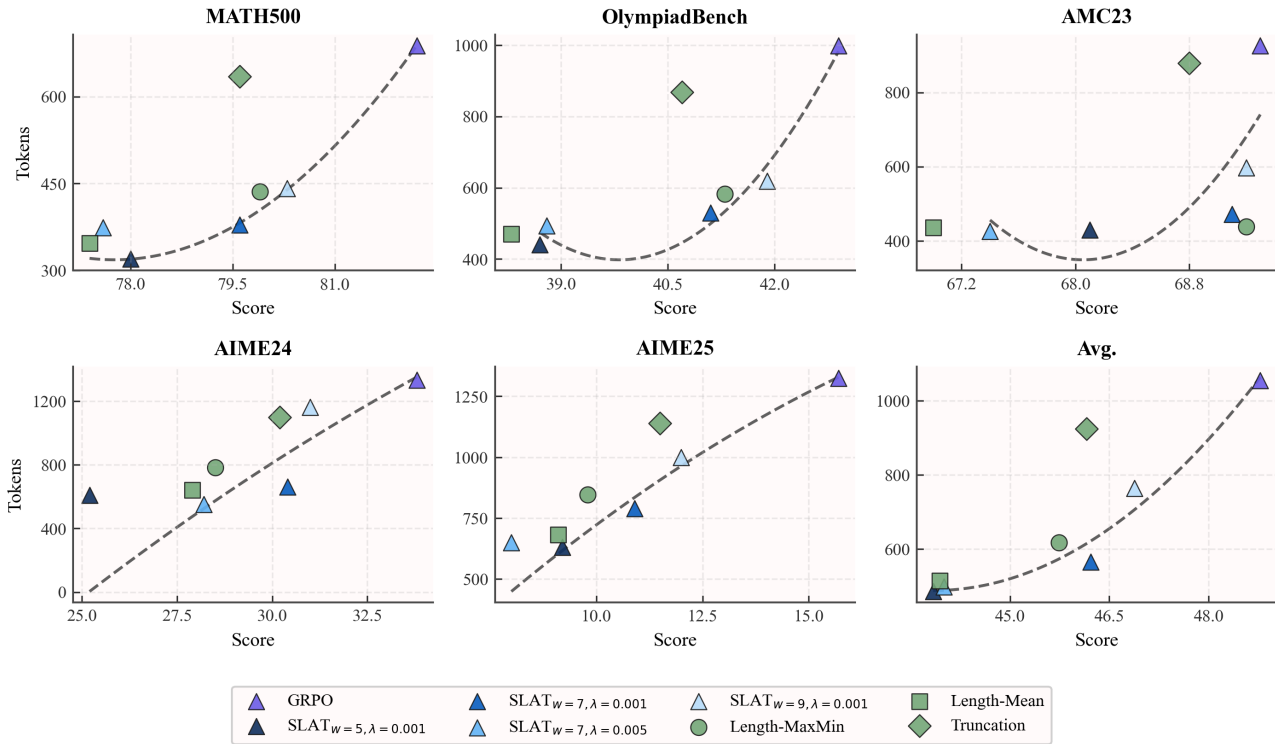 MATH500
OlympiadBench
AMC23
Tokens
600
450
300
78.0
79.5
81.0
Score
1000
800
600
400
39.0
40.5
42.0
Score
800
600
400
67.2
68.0
68.8
Score
AIME24
AIME25
Avg.
Tokens
1200
800
400
0
25.0
27.5
30.0
32.5
Score
1250
1000
750
500
10.0
12.5
15.0
Score
1000
800
600
45.0
46.5
48.0
Score
GRPO
SLAT w = 5, λ = 0.001
SLAT w = 7, λ = 0.001
SLAT w = 7, λ = 0.005
SLAT w = 9, λ = 0.001
Length-MaxMin
Length-Mean
Truncation